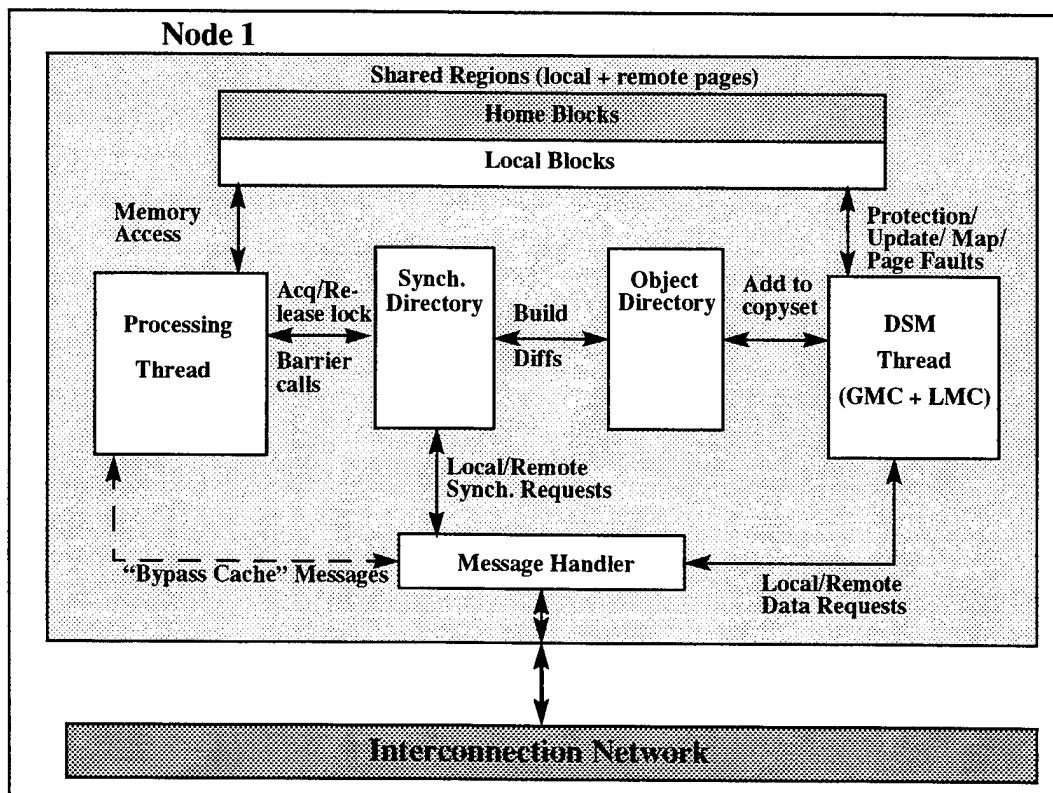 Node 1
Shared Regions (local + remote pages)
Home Blocks
Local Blocks
Memory
Access
Protection/
Update/ Map/
Page Faults
Processing
Thread
Acq/Re-
lease lock
Barrier
calls
Synch.
Directory
Build
Diffs
Object
Directory
Add to
copyset
DSM
Thread
(GMC + LMC)
Local/Remote
Synch. Requests
"Bypass Cache" Messages
Message Handler
Local/Remote
Data Requests
Interconnection Network